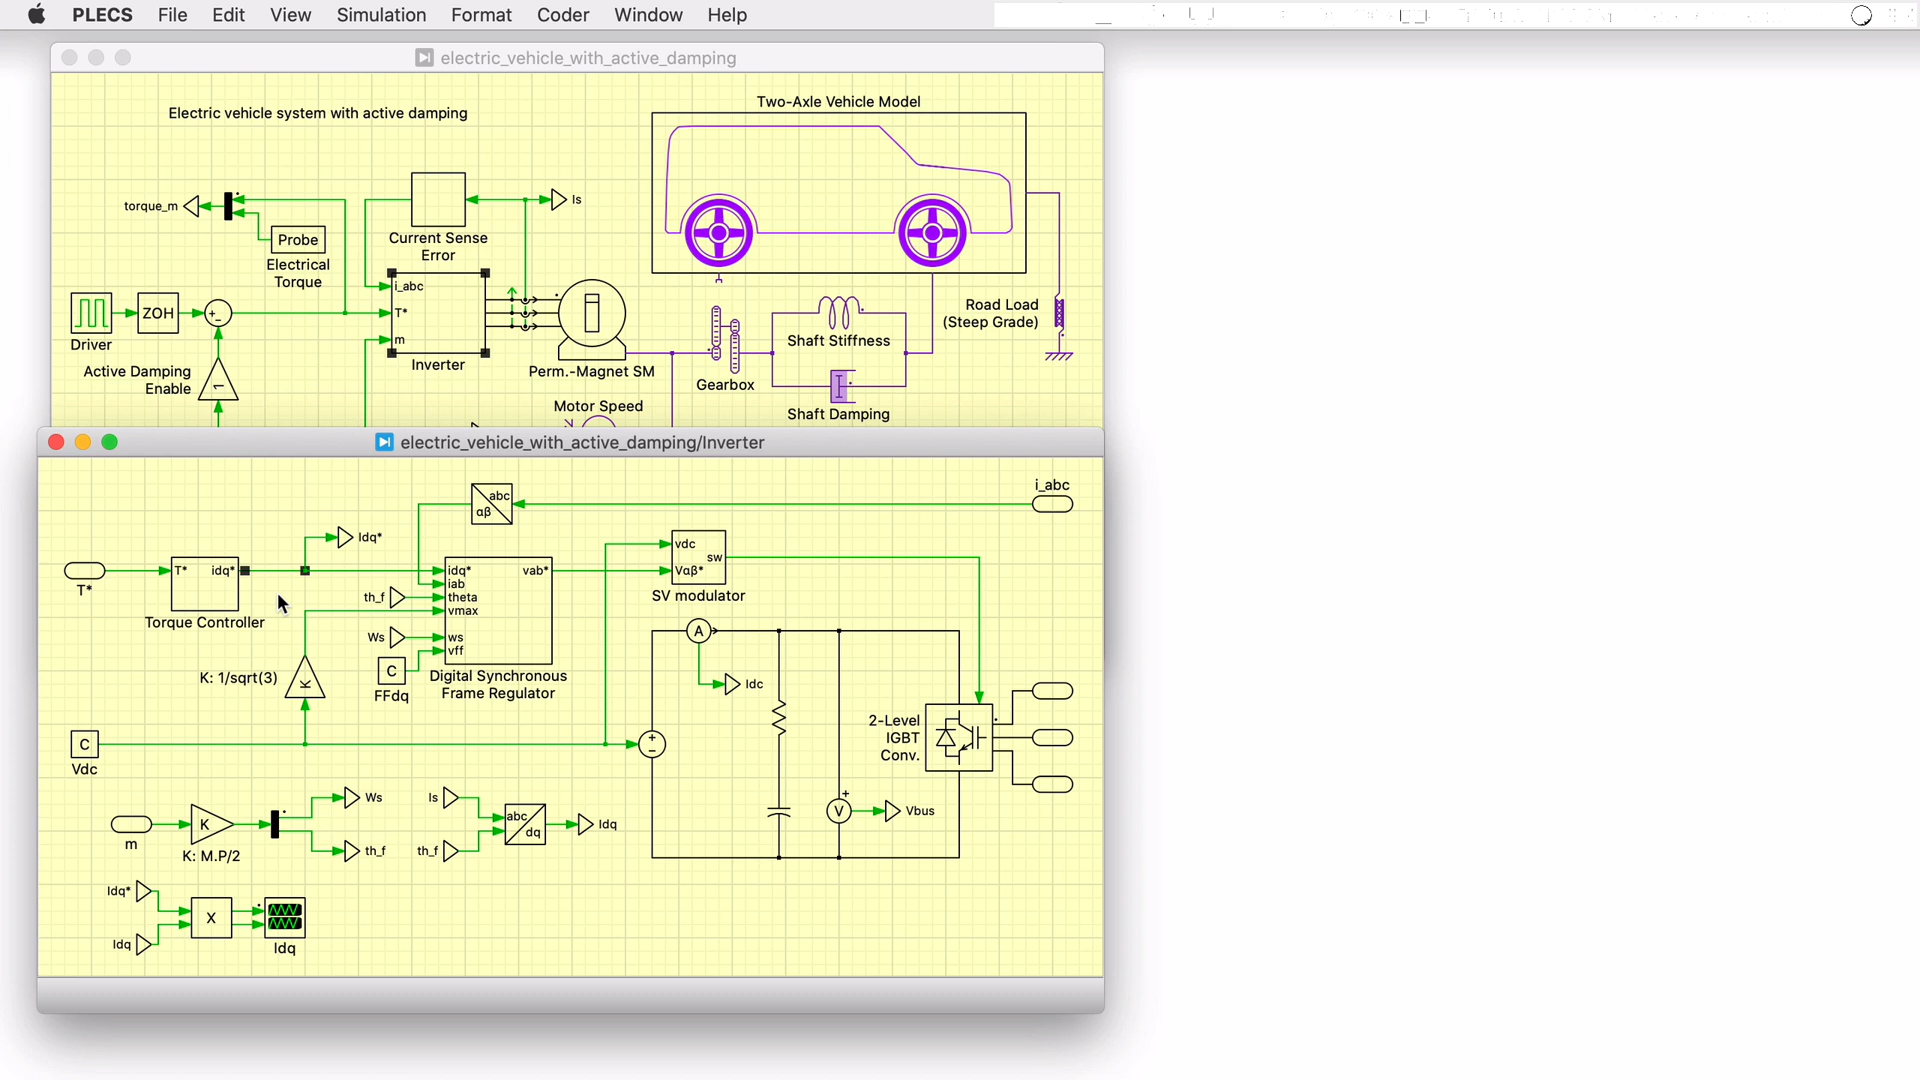 PLECS File Edit View Simulation Format Coder Window Help
electric_vehicle_with_active_damping
Electric vehicle system with active damping
Two-Axle Vehicle Model
torque_m
Is
Probe
Current Sense
Error
Electrical
Torque
i_abc
T*
m
ZOH
+
-
Driver
Inverter
Active Damping
Enable
1
Perm.-Magnet SM
Motor Speed
Gearbox
Shaft Stiffness
Shaft Damping
Road Load
(Steep Grade)
electric_vehicle_with_active_damping/Inverter
i_abc
abc
αβ
Idq*
T*
T* idq*
Torque Controller
idq* vab*
iab
theta
vmax
ws
vff
th_f
Ws
C
FFdq
Digital Synchronous
Frame Regulator
vdc
sw
Vαβ*
SV modulator
K: 1/sqrt(3)
K
A
Idc
2-Level
IGBT
Conv.
C
Vdc
+
-
V
+
Vbus
m
K
K: M.P/2
Ws
th_f
Is
th_f
abc
dq
Idq
Idq*
Idq
X
Idq